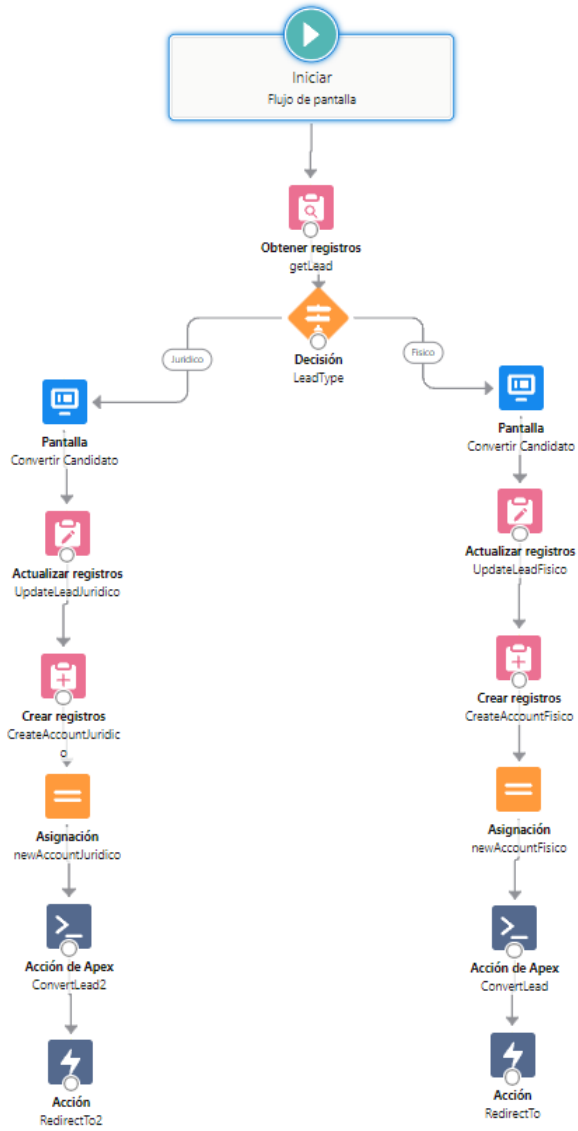 Iniciar
Flujo de pantalla
Obtener registros
getLead
Decisión
LeadType
Jurídico
Físico
Pantalla
Convertir Candidato
Actualizar registros
UpdateLeadJuridico
Crear registros
CreateAccountJuridic
o
Asignación
newAccountJuridico
Acción de Apex
ConvertLead2
Acción
RedirectTo2
Pantalla
Convertir Candidato
Actualizar registros
UpdateLeadFisico
Crear registros
CreateAccountFisico
Asignación
newAccountFisico
Acción de Apex
ConvertLead
Acción
RedirectTo